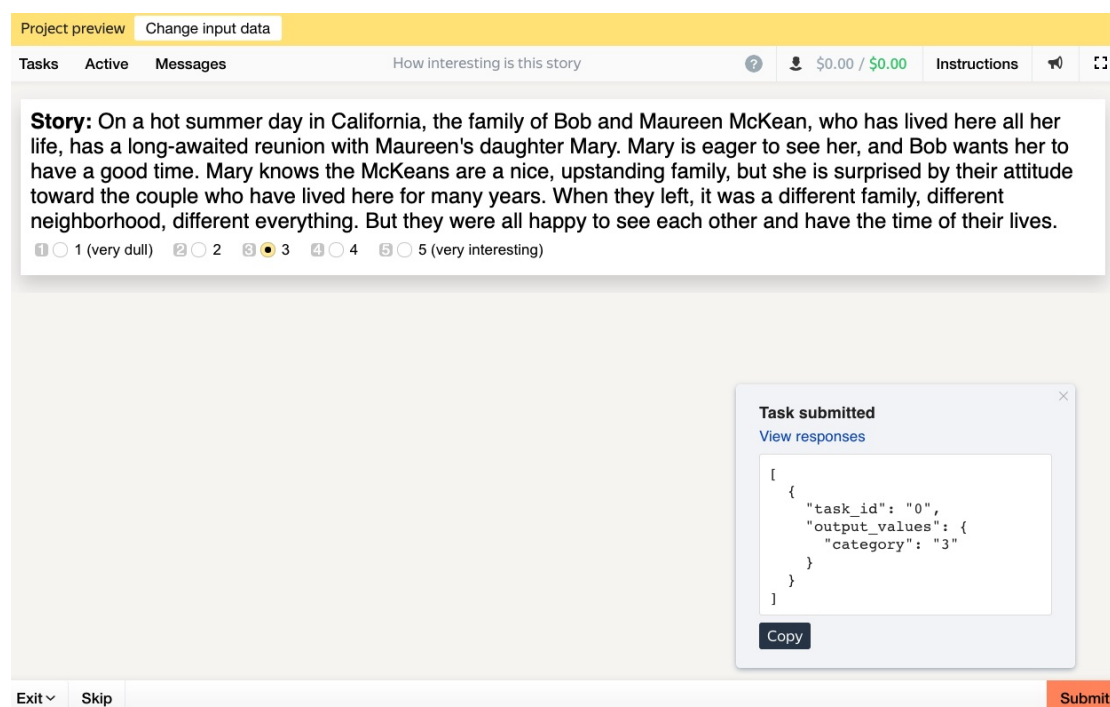 Project preview Change input data
Tasks Active Messages How interesting is this story ? $0.00 / $0.00 Instructions
Story: On a hot summer day in California, the family of Bob and Maureen McKean, who has lived here all her
life, has a long-awaited reunion with Maureen's daughter Mary. Mary is eager to see her, and Bob wants her to
have a good time. Mary knows the McKeans are a nice, upstanding family, but she is surprised by their attitude
toward the couple who have lived here for many years. When they left, it was a different family, different
neighborhood, different everything. But they were all happy to see each other and have the time of their lives.
1 1 (very dull) 2 2 3 3 4 4 5 5 (very interesting)
Task submitted
View responses
[
{
"task_id": "0",
"output_values": {
"category": "3"
}
}
]
Copy
Exit Skip Submit